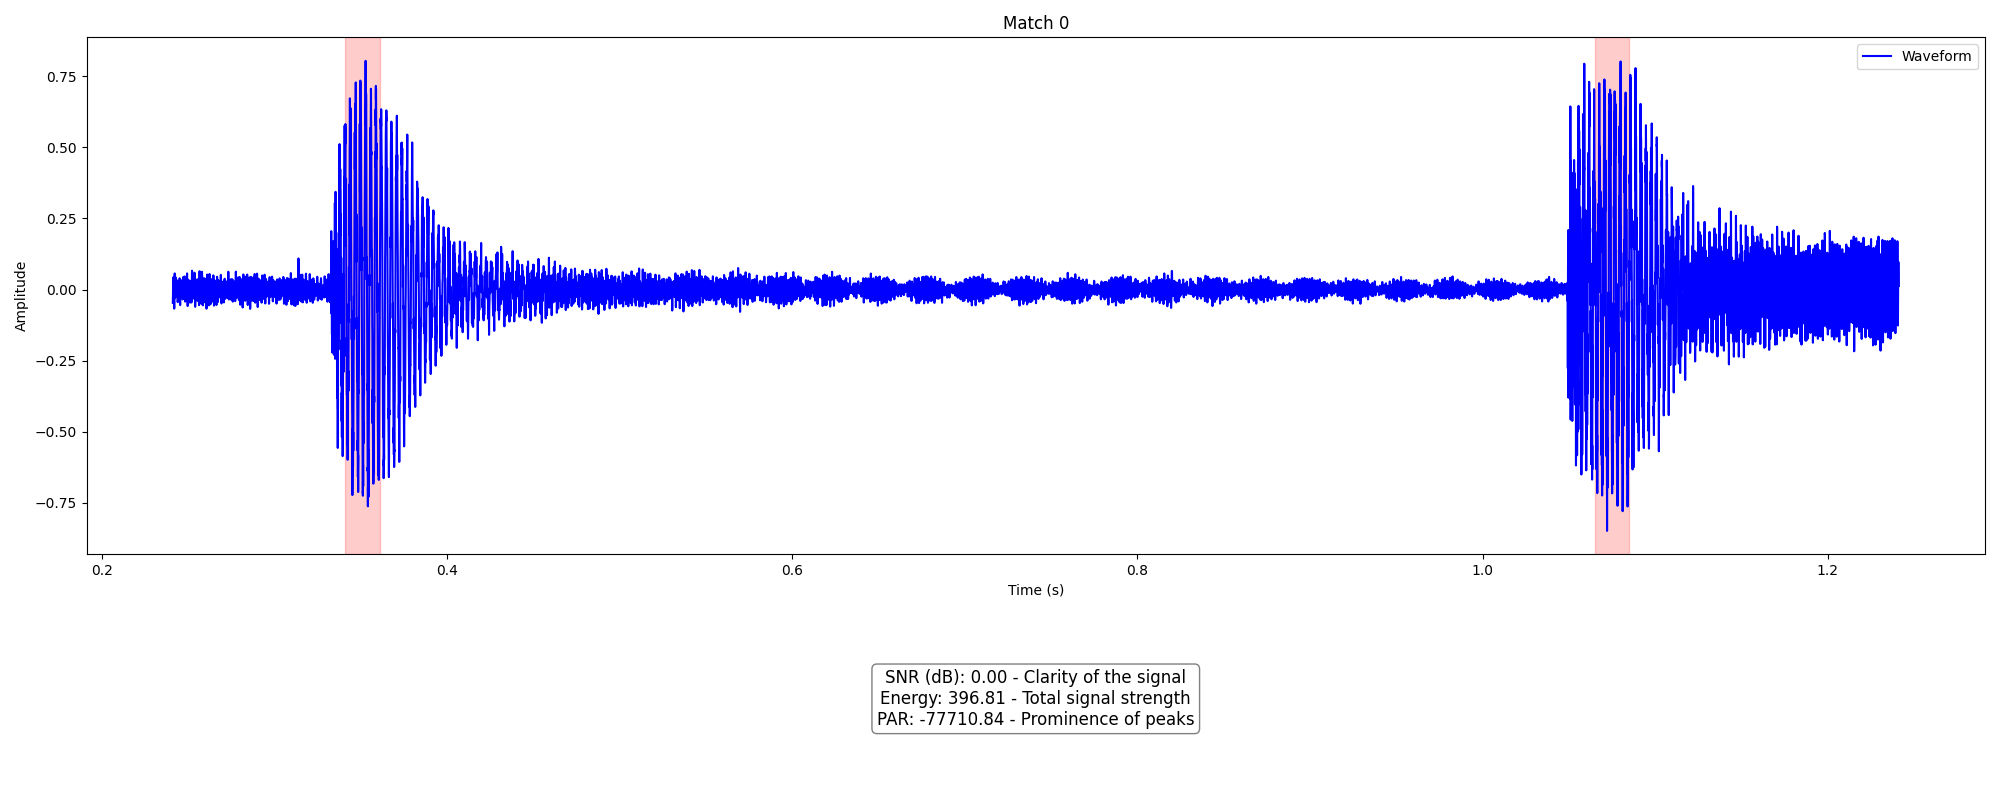 Match 0
Waveform
0.75
0.50
0.25
0.00
−0.25
−0.50
−0.75
Amplitude
0.2
0.4
0.6
0.8
1.0
1.2
Time (s)
SNR (dB): 0.00 - Clarity of the signal
Energy: 396.81 - Total signal strength
PAR: -77710.84 - Prominence of peaks